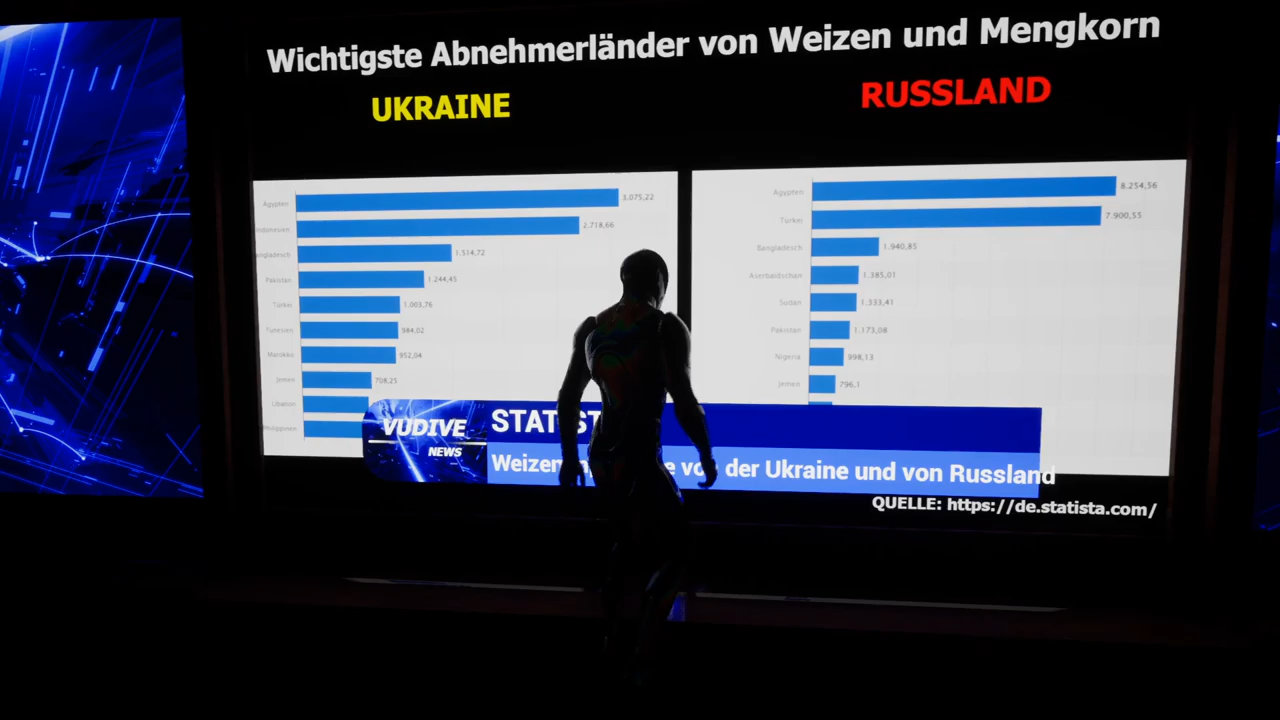 Wichtigste Abnehmerländer von Weizen und Mengkorn
UKRAINE
RUSSLAND
Ägypten 3.075,22
ndonesien 2.718,66
angladesch 1.514,72
Pakistan 1.244,45
Türkei 1.003,76
Tunesien 984,02
Marokko 952,04
Jemen 708,25
Libanon
Philippinen
Ägypten 8.254,56
Türkei 7.900,55
Bangladesch 1.940,85
Aserbaidschan 1.385,01
Sudan 1.333,41
Pakistan 1.173,08
Nigeria 998,13
Jemen 796,1
VUDIVE
NEWS
STATIST
Weizen von der Ukraine und von Russland
QUELLE: https://de.statista.com/